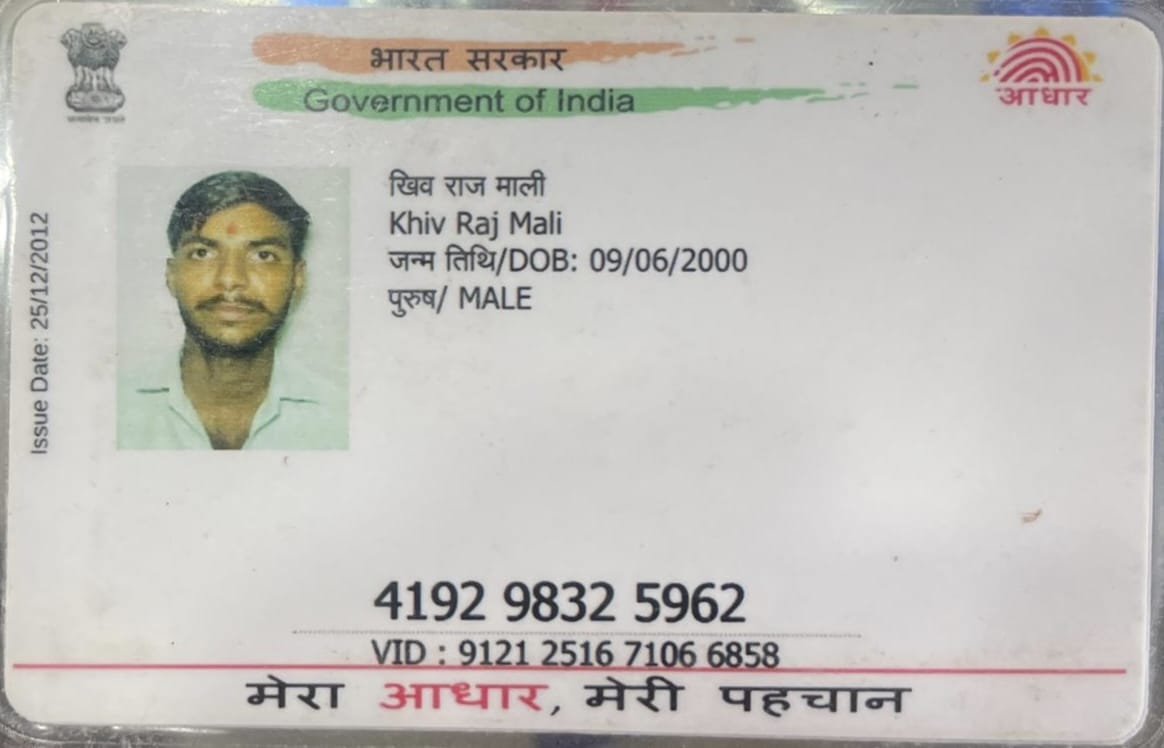 भारत सरकार
Government of India
आधार
खिव राज माली
Khiv Raj Mali
जन्म तिथि/DOB: 09/06/2000
पुरुष/ MALE
Issue Date: 25/12/2012
4192 9832 5962
VID : 9121 2516 7106 6858
मेरा आधार, मेरी पहचान